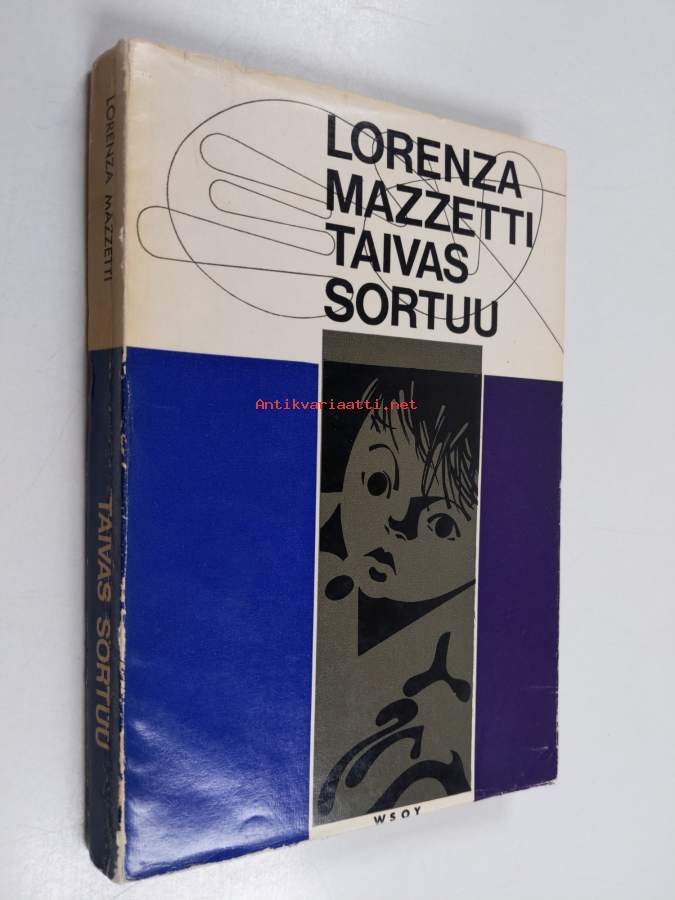 LORENZA
MAZZETTI
TAIVAS
SORTUU
WSOY
LORENZA MAZZETTI
TAIVAS SORTUU
Antikvariaatti.net